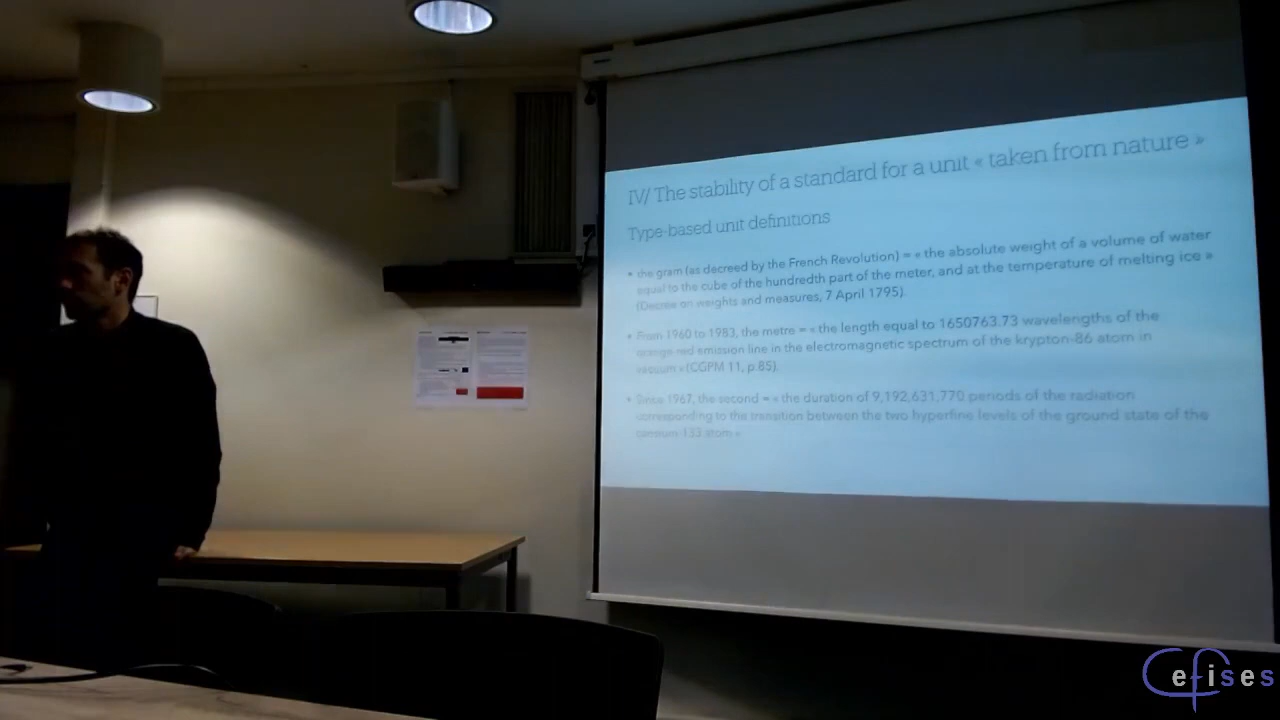 IV/ The stability of a standard for a unit « taken from nature »
Type-based unit definitions
• the gram (as decreed by the French Revolution) = « the absolute weight of a volume of water
equal to the cube of the hundredth part of the meter, and at the temperature of melting ice »
(Decree on weights and measures, 7 April 1795).
• From 1960 to 1983, the metre = « the length equal to 1650763.73 wavelengths of the
orange-red emission line in the electromagnetic spectrum of the krypton-86 atom in
vacuum » (CGPM 11, p.85).
• Since 1967, the second = « the duration of 9,192,631,770 periods of the radiation
corresponding to the transition between the two hyperfine levels of the ground state of the
caesium 133 atom »
Cefises